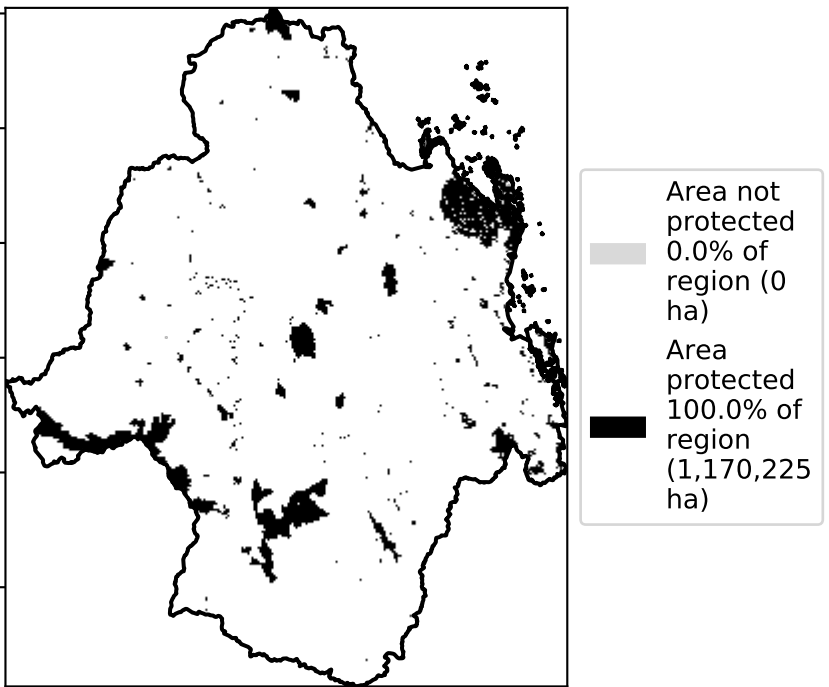 Area not
protected
0.0% of
region (0
ha)
Area
protected
100.0% of
region
(1,170,225
ha)